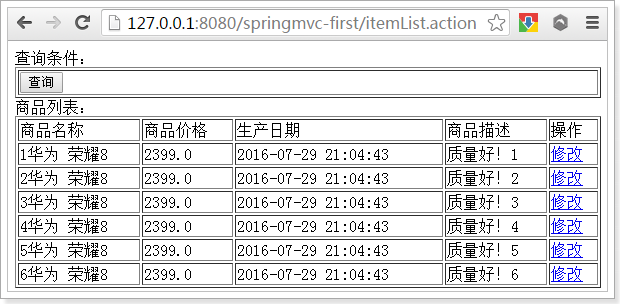 127.0.0.1:8080/springmvc-first/itemList.action
查询条件：
查询
商品列表：
商品名称 商品价格 生产日期 商品描述 操作
1华为 荣耀8 2399.0 2016-07-29 21:04:43 质量好！1 修改
2华为 荣耀8 2399.0 2016-07-29 21:04:43 质量好！2 修改
3华为 荣耀8 2399.0 2016-07-29 21:04:43 质量好！3 修改
4华为 荣耀8 2399.0 2016-07-29 21:04:43 质量好！4 修改
5华为 荣耀8 2399.0 2016-07-29 21:04:43 质量好！5 修改
6华为 荣耀8 2399.0 2016-07-29 21:04:43 质量好！6 修改